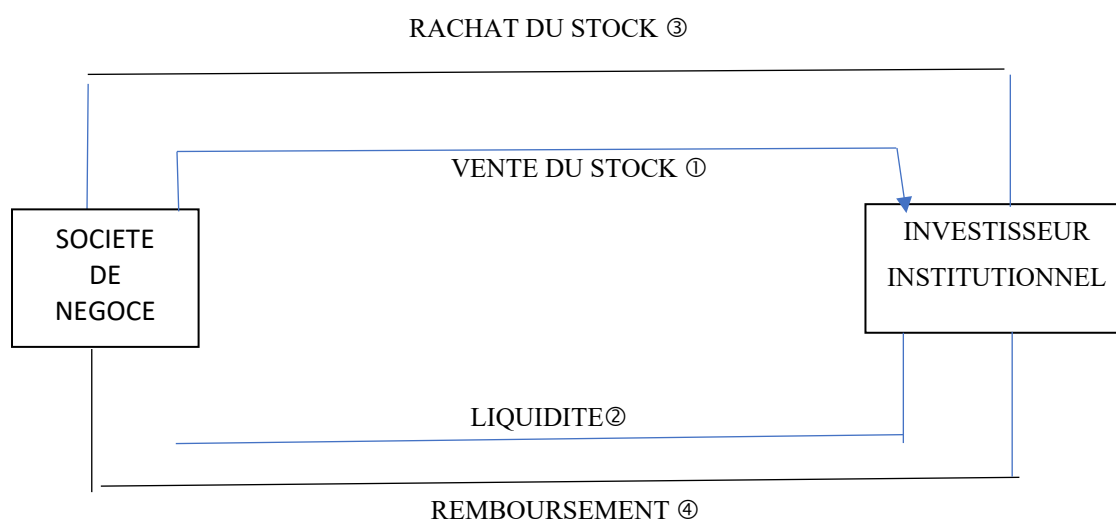 RACHAT DU STOCK ③
VENTE DU STOCK ①
SOCIETE
DE
NEGOCE
INVESTISSEUR
INSTITUTIONNEL
LIQUIDITE②
REMBOURSEMENT ④